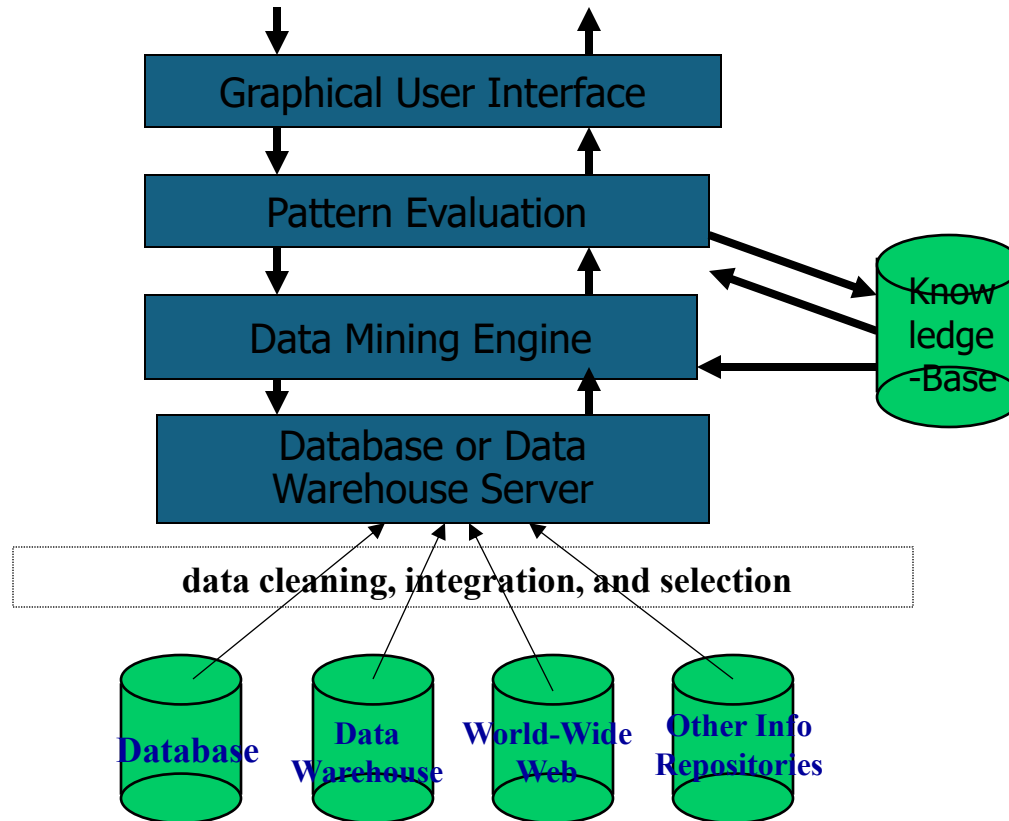 Graphical User Interface
Pattern Evaluation
Know
ledge
-Base
Data Mining Engine
Database or Data
Warehouse Server
data cleaning, integration, and selection
Database
Data
Warehouse
World-Wide
Web
Other Info
Repositories